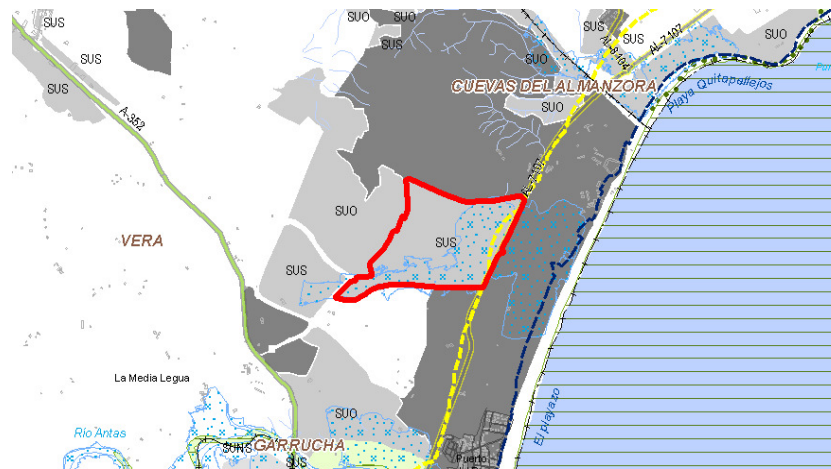 SUS
SUS
SUS
A-352
SUO
SUO
SUS
SUO
AL-8104
SUS
SUS
AL-7107
SUO
CUEVAS DEL ALMANZORA
SUO
Playa Quitapellejos
AL-7107
SUO
VERA
SUS
SUS
La Media Legua
El playazo
Río Antas
SUO
SUNS
GARRUCHA
SUS
Puerto